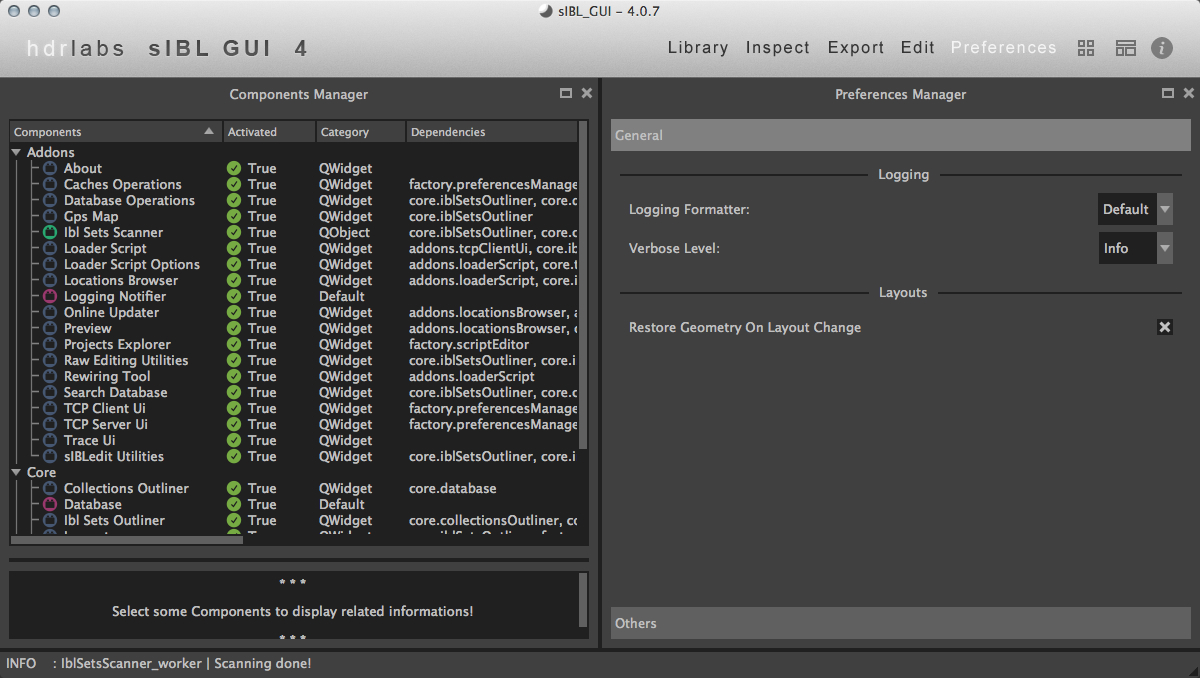 sIBL_GUI - 4.0.7
hdrlabs sIBL GUI 4
Library Inspect Export Edit Preferences
Components Manager
Components Activated Category Dependencies
Addons
About True QWidget
Caches Operations True QWidget factory.preferencesManage
Database Operations True QWidget core.iblSetsOutliner, core.c
Gps Map True QWidget core.iblSetsOutliner
Ibl Sets Scanner True QObject core.iblSetsOutliner, core.c
Loader Script True QWidget addons.tcpClientUi, core.ib
Loader Script Options True QWidget addons.loaderScript, core.t
Locations Browser True QWidget addons.loaderScript, core.i
Logging Notifier True Default
Online Updater True QWidget addons.locationsBrowser, a
Preview True QWidget addons.locationsBrowser, c
Projects Explorer True QWidget factory.scriptEditor
Raw Editing Utilities True QWidget core.iblSetsOutliner, core.i
Rewiring Tool True QWidget addons.loaderScript
Search Database True QWidget core.iblSetsOutliner, core.c
TCP Client Ui True QWidget factory.preferencesManage
TCP Server Ui True QWidget factory.preferencesManage
Trace Ui True QWidget
sIBLedit Utilities True QWidget core.iblSetsOutliner, core.i
Core
Collections Outliner True QWidget core.database
Database True Default
Ibl Sets Outliner True QWidget core.collectionsOutliner, co
* * *
Select some Components to display related informations!
* * *
Preferences Manager
General
Logging
Logging Formatter: Default
Verbose Level: Info
Layouts
Restore Geometry On Layout Change
Others
INFO : IblSetsScanner_worker | Scanning done!